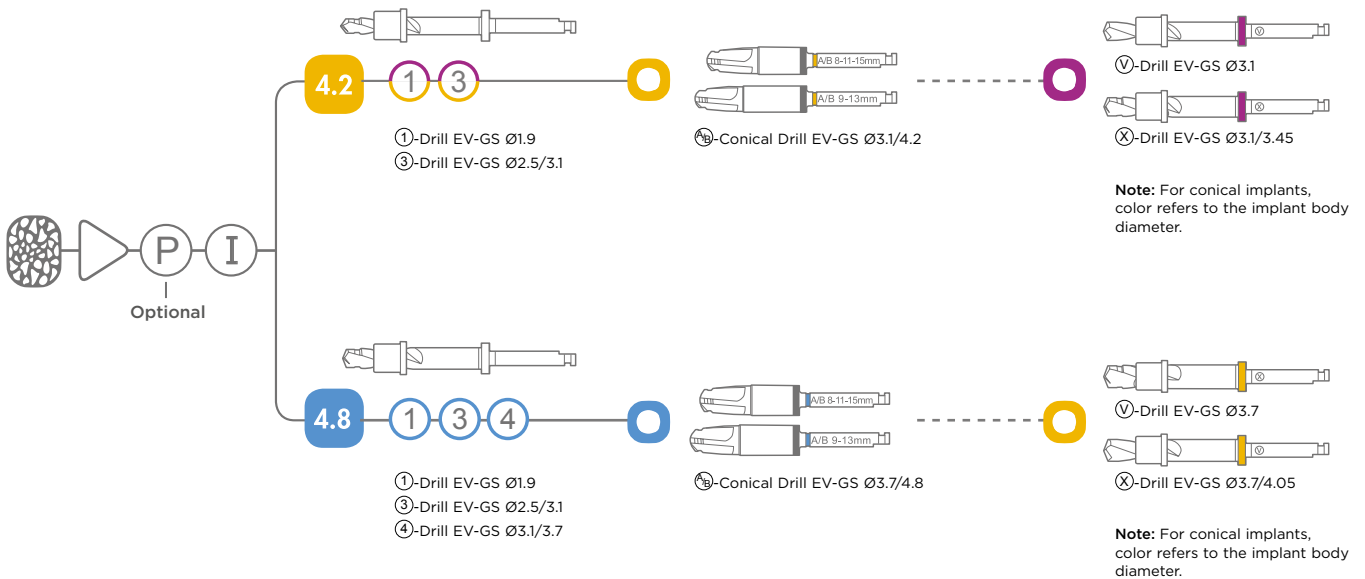 4.2
1
3
①-Drill EV-GS Ø1.9
③-Drill EV-GS Ø2.5/3.1
A/B 8-11-15mm
A/B 9-13mm
A/B-Conical Drill EV-GS Ø3.1/4.2
V
Ⓥ-Drill EV-GS Ø3.1
X
Ⓧ-Drill EV-GS Ø3.1/3.45
Note: For conical implants,
color refers to the implant body
diameter.
P
I
Optional
4.8
1
3
4
①-Drill EV-GS Ø1.9
③-Drill EV-GS Ø2.5/3.1
④-Drill EV-GS Ø3.1/3.7
A/B 8-11-15mm
A/B 9-13mm
A/B-Conical Drill EV-GS Ø3.7/4.8
X
Ⓥ-Drill EV-GS Ø3.7
V
Ⓧ-Drill EV-GS Ø3.7/4.05
Note: For conical implants,
color refers to the implant body
diameter.